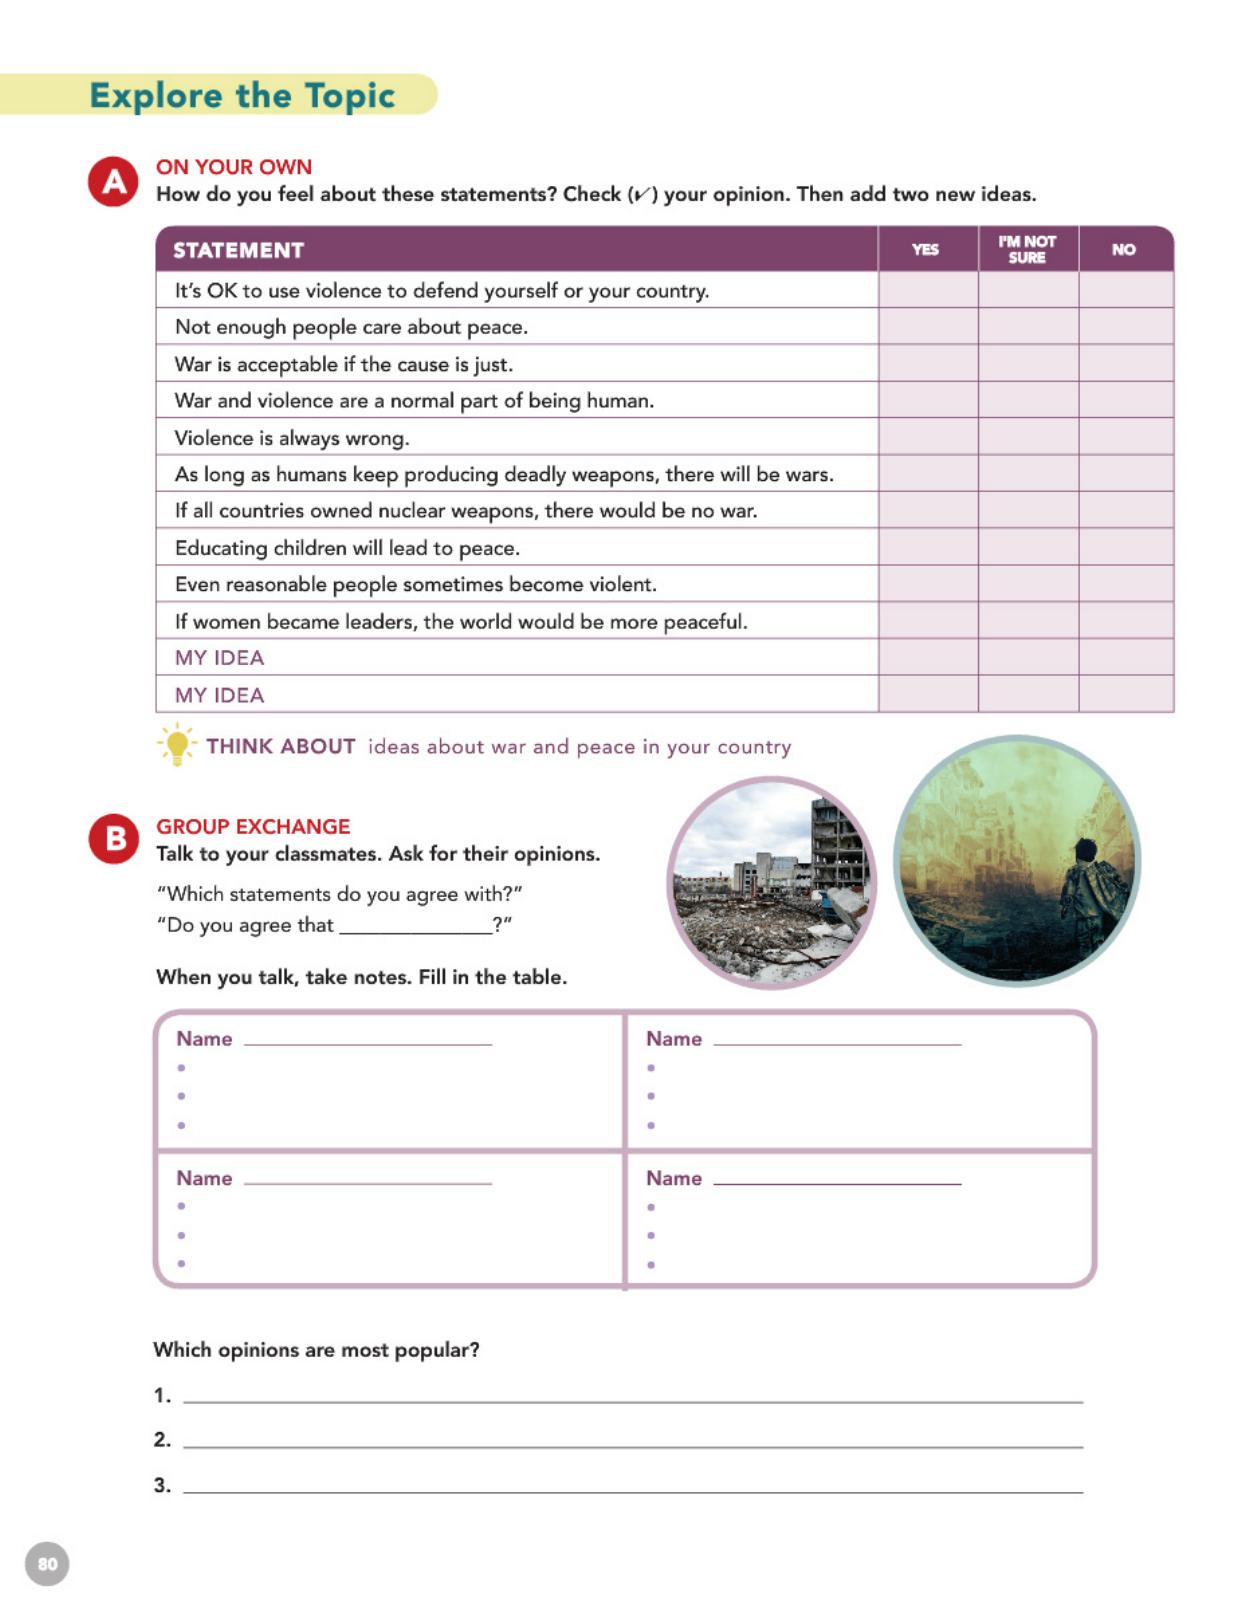 Explore the Topic
A
ON YOUR OWN
How do you feel about these statements? Check (✓) your opinion. Then add two new ideas.
STATEMENT YES I'M NOT SURE NO
It's OK to use violence to defend yourself or your country.
Not enough people care about peace.
War is acceptable if the cause is just.
War and violence are a normal part of being human.
Violence is always wrong.
As long as humans keep producing deadly weapons, there will be wars.
If all countries owned nuclear weapons, there would be no war.
Educating children will lead to peace.
Even reasonable people sometimes become violent.
If women became leaders, the world would be more peaceful.
MY IDEA
MY IDEA
THINK ABOUT ideas about war and peace in your country
B
GROUP EXCHANGE
Talk to your classmates. Ask for their opinions.
“Which statements do you agree with?”
“Do you agree that ______________?”
When you talk, take notes. Fill in the table.
Name
Name
Name
Name
Which opinions are most popular?
1.
2.
3.
80